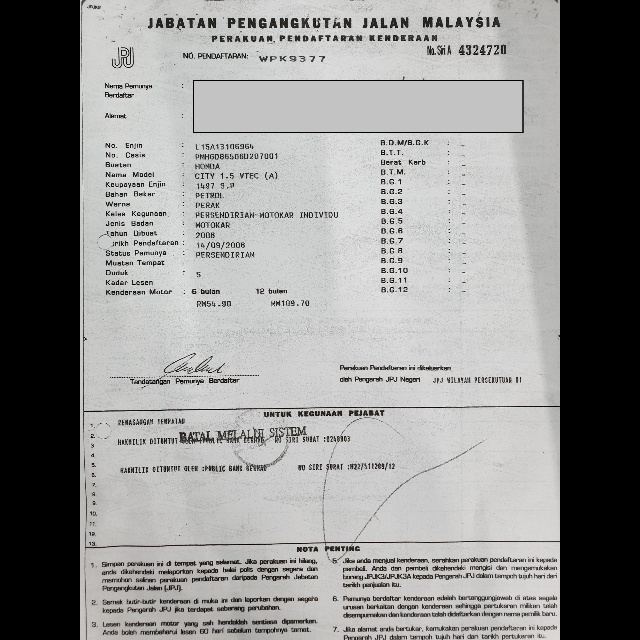 JPJK3
JABATAN PENGANGKUTAN JALAN MALAYSIA
PERAKUAN PENDAFTARAN KENDERAAN
JPJ
NO. PENDAFTARAN: WPK9377
No. Siri A 4324720
Nama Pemunya Berdaftar :
Alamat :
No. Enjin : L15A13106964
No. Casis : PMHGD86506D207001
Buatan : HONDA
Nama Model : CITY 1.5 VTEC (A)
Keupayaan Enjin : 1497 S.P
Bahan Bakar : PETROL
Warna : PERAK
Kelas Kegunaan : PERSENDIRIAN-MOTOKAR INDIVIDU
Jenis Badan : MOTOKAR
Tahun Dibuat : 2006
Tarikh Pendaftaran : 14/09/2006
Status Pemunya : PERSENDIRIAN
Muatan Tempat Duduk : 5
Kadar Lesen Kenderaan Motor : 6 bulan 12 bulan
RM54.90 RM109.70
B.D.M/B.G.K : -
B.T.T. : -
Berat Kerb : -
B.T.M. : -
B.G.1 : -
B.G.2 : -
B.G.3 : -
B.G.4 : -
B.G.5 : -
B.G.6 : -
B.G.7 : -
B.G.8 : -
B.G.9 : -
B.G.10 : -
B.G.11 : -
B.G.12 : -
Tandatangan Pemunya Berdaftar
Perakuan Pendaftaran ini dikeluarkan
oleh Pengarah JPJ Negeri JPJ WILAYAH PERSEKUTUAN 01
UNTUK KEGUNAAN PEJABAT
1. PEMASANGAN TEMPATAN
2. BATAL MELALUI SISTEM
3. HAKMILIK DITUNTUT OLEH :PUBLIC BANK BERHAD NO SIRI SURAT :0240903
4.
5.
6. HAKMILIK DITUNTUT OLEH :PUBLIC BANK BERHAD NO SIRI SURAT :W22/511209/12
7.
8.
9.
10.
11.
12.
13.
NOTA PENTING
1. Simpan perakuan ini di tempat yang selamat. Jika perakuan ini hilang,
anda dikehendaki melaporkan kepada balai polis dengan segera dan
memohon salinan perakuan pendaftaran daripada Pengarah Jabatan
Pengangkutan Jalan (JPJ).
2. Semak butir-butir kenderaan di muka ini dan laporkan dengan segera
kepada Pengarah JPJ jika terdapat sebarang perubahan.
3. Lesen kenderaan motor yang sah hendaklah sentiasa dipamerkan.
Anda boleh membaharui lesen 60 hari sebelum tempohnya tamat.
5. Jika anda menjual kenderaan, serahkan perakuan pendaftaran ini kepada
pembeli. Anda dan pembeli dikehendaki mengisi dan mengemukakan
borang JPJK3/JPJK3A kepada Pengarah JPJ dalam tempoh tujuh hari dari
tarikh penjualan itu.
6. Pemunya berdaftar kenderaan adalah bertanggungjawab di atas segala
urusan berkaitan dengan kenderaan sehingga pertukaran milikan telah
disempurnakan dan kenderaan telah didaftarkan dengan nama pemilik baru.
7. Jika alamat anda bertukar, kemukakan perakuan pendaftaran ini kepada
Pengarah JPJ dalam tempoh tujuh hari dari tarikh pertukaran itu.